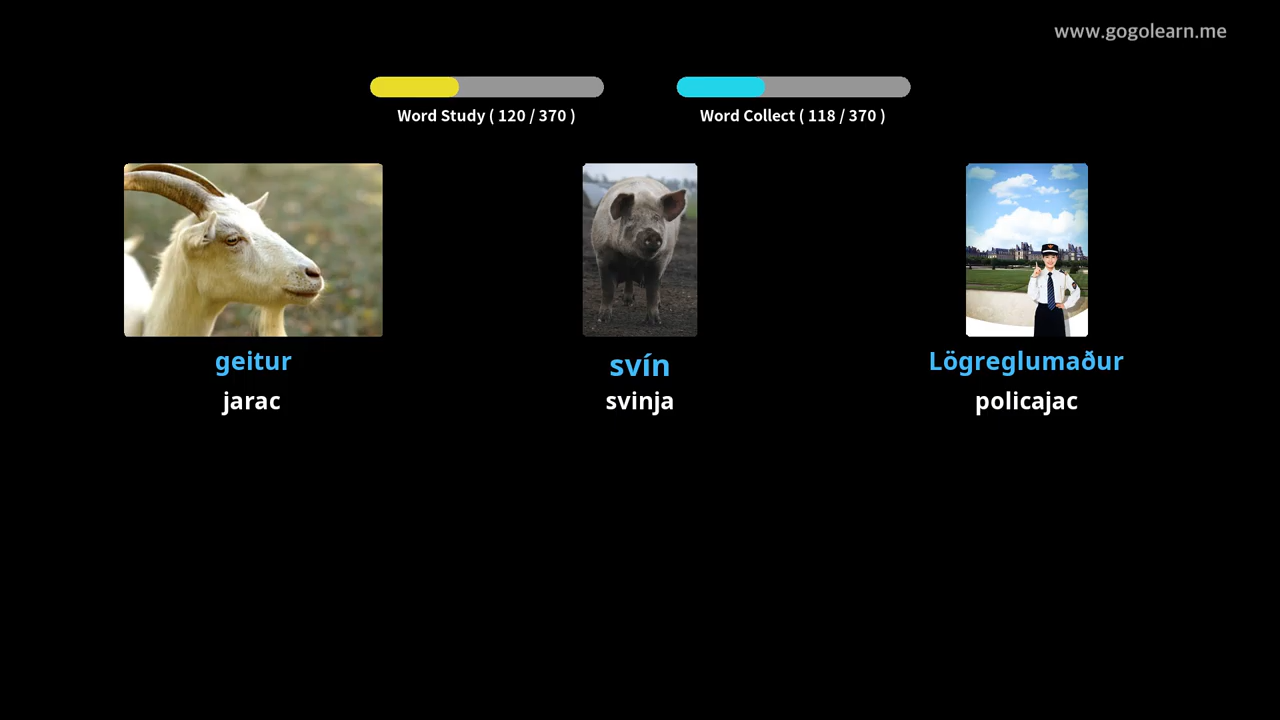 www.gogolearn.me
Word Study ( 120 / 370 )
Word Collect ( 118 / 370 )
geitur
svín
Lögreglumaður
jarac
svinja
policajac